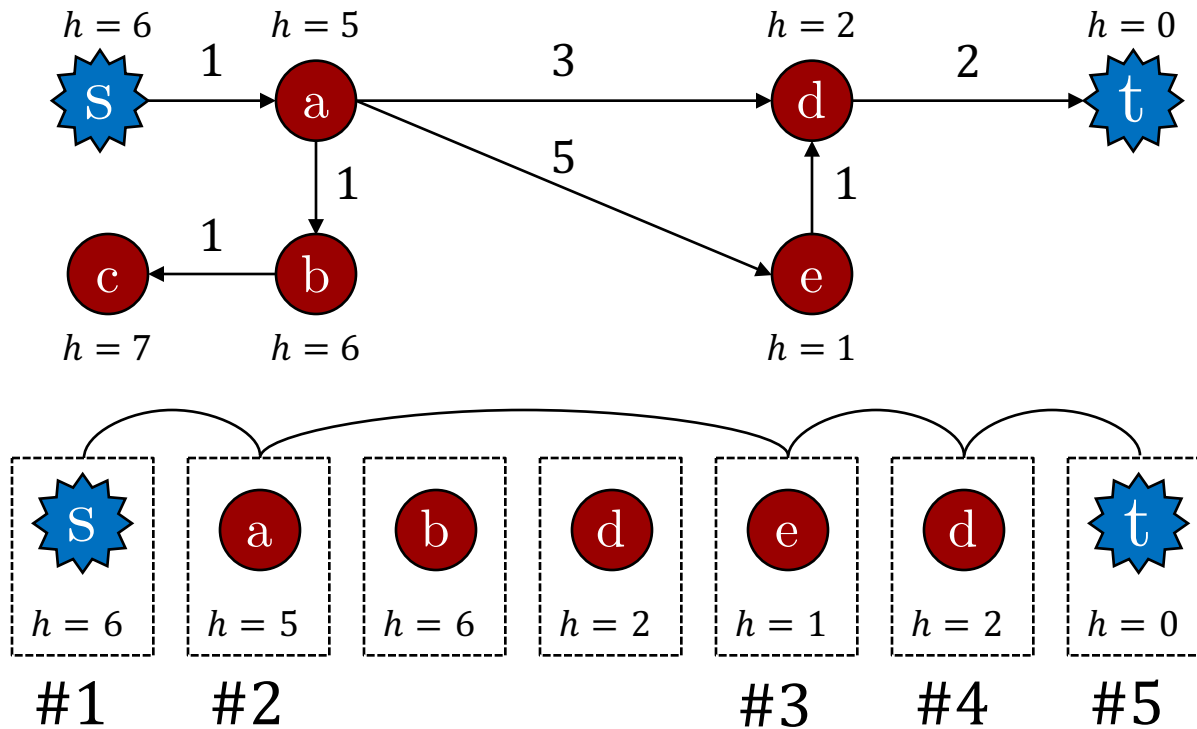 h = 6 h = 5 h = 2 h = 0
1 3 2
s a d t
5
1 1
1
c b e
h = 7 h = 6 h = 1
s a b d e d t
h = 6 h = 5 h = 6 h = 2 h = 1 h = 2 h = 0
#1 #2 #3 #4 #5